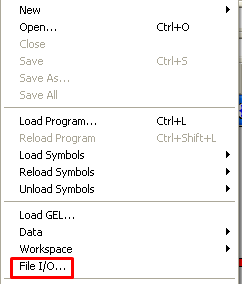 New
Open... Ctrl+O
Close
Save Ctrl+S
Save As...
Save All
Load Program... Ctrl+L
Reload Program Ctrl+Shift+L
Load Symbols
Reload Symbols
Unload Symbols
Load GEL...
Data
Workspace
File I/O...